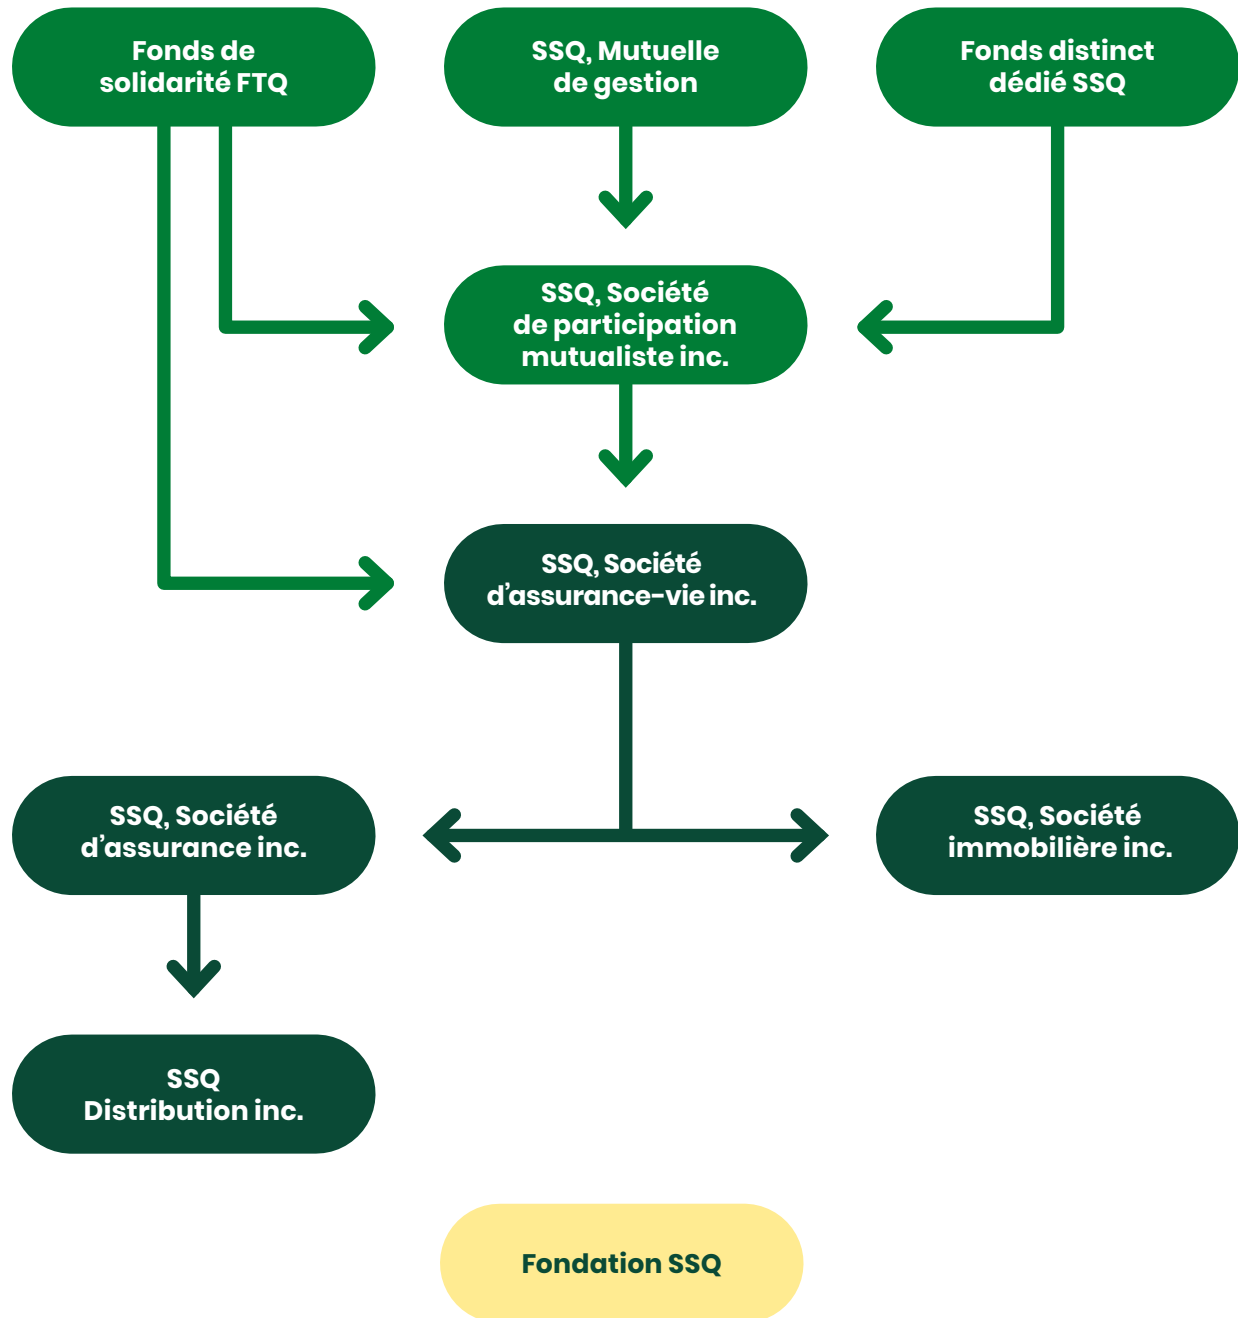 Fonds de
solidarité FTQ
SSQ, Mutuelle
de gestion
Fonds distinct
dédié SSQ
SSQ, Société
de participation
mutualiste inc.
SSQ, Société
d’assurance-vie inc.
SSQ, Société
d’assurance inc.
SSQ, Société
immobilière inc.
SSQ
Distribution inc.
Fondation SSQ